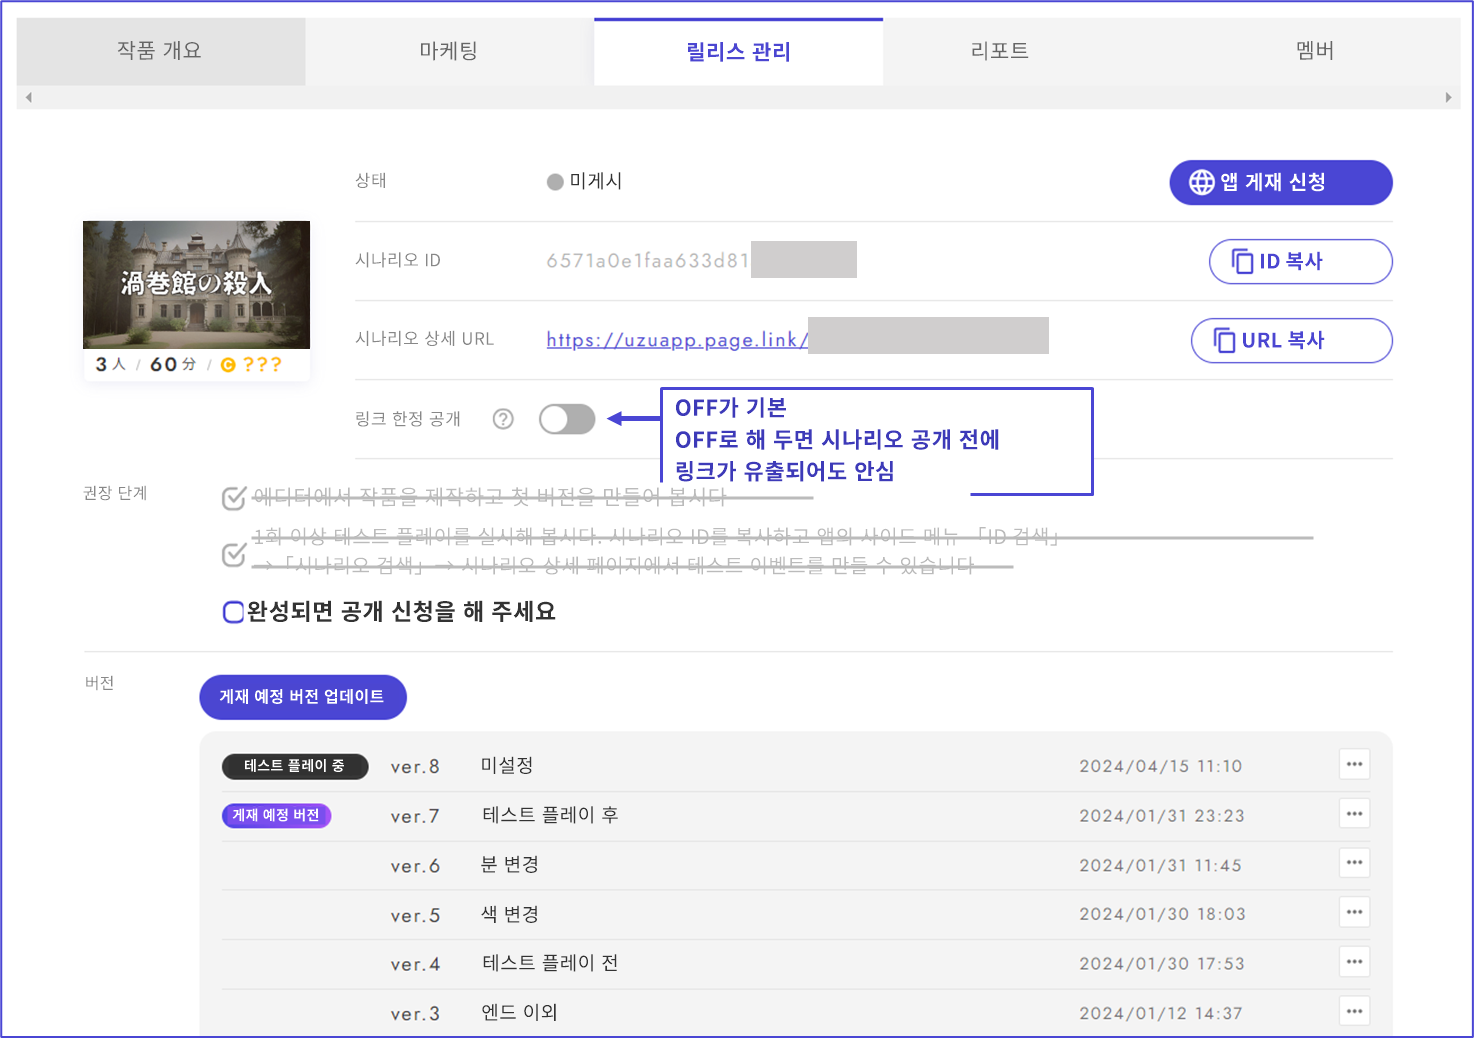 작품 개요
마케팅
릴리스 관리
리포트
멤버
상태
미게시
앱 게재 신청
渦巻館の殺人
3人 / 60分 / C ???
시나리오 ID
6571a0e1faa633d81
ID 복사
시나리오 상세 URL
https://uzuapp.page.link/
URL 복사
링크 한정 공개 ?
OFF가 기본
OFF로 해 두면 시나리오 공개 전에
링크가 유출되어도 안심
권장 단계
에디터에서 작품을 제작하고 첫 버전을 만들어 봅시다
1회 이상 테스트 플레이를 실시해 봅시다. 시나리오 ID를 복사하고 앱의 사이드 메뉴 「ID 검색」
→「시나리오 검색」 → 시나리오 상세 페이지에서 테스트 이벤트를 만들 수 있습니다
완성되면 공개 신청을 해 주세요
버전
게재 예정 버전 업데이트
테스트 플레이 중 ver.8 미설정 2024/04/15 11:10
게재 예정 버전 ver.7 테스트 플레이 후 2024/01/31 23:23
ver.6 분 변경 2024/01/31 11:45
ver.5 색 변경 2024/01/30 18:03
ver.4 테스트 플레이 전 2024/01/30 17:53
ver.3 엔드 이외 2024/01/12 14:37